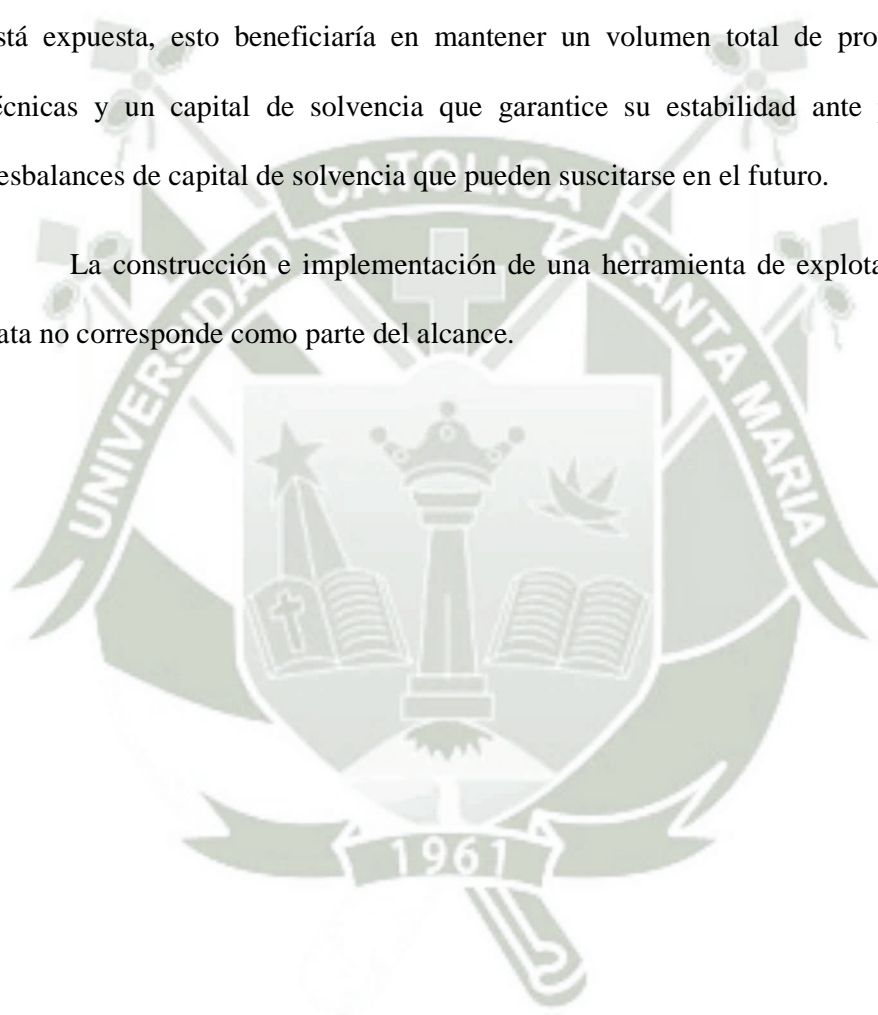 stá expuesta, esto beneficiaría en mantener un volumen total de pro
écnicas y un capital de solvencia que garantice su estabilidad ante
esbalances de capital de solvencia que pueden suscitarse en el futuro.
La construcción e implementación de una herramienta de explota
ata no corresponde como parte del alcance.
UNIVERSIDAD CATOLICA SANTA MARIA
1961